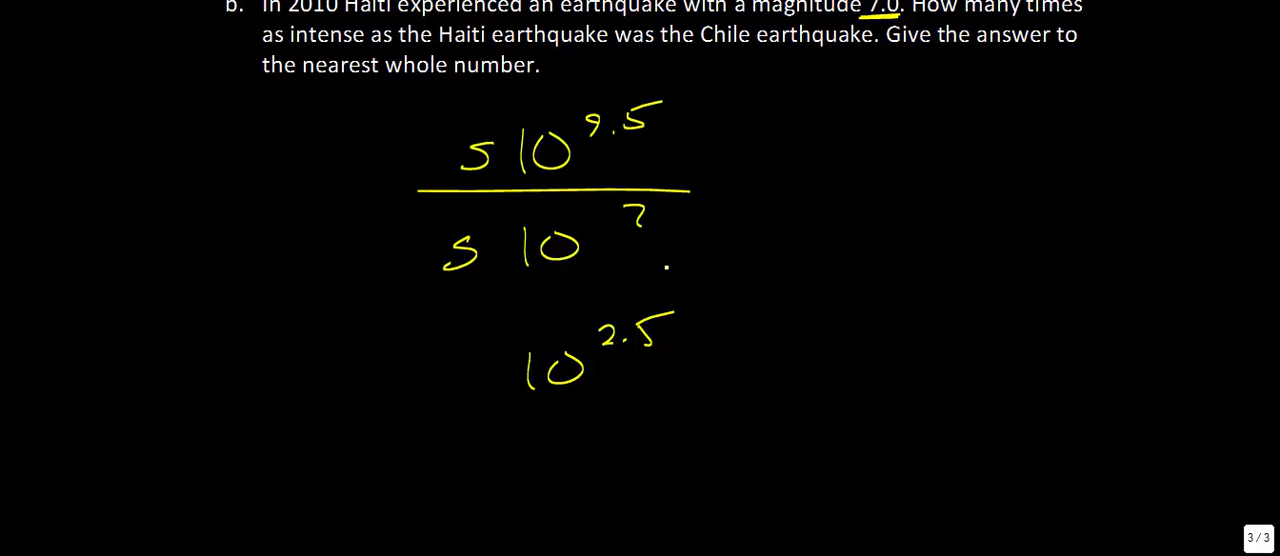 b. In 2010 Haiti experienced an earthquake with a magnitude 7.0. How many times
as intense as the Haiti earthquake was the Chile earthquake. Give the answer to
the nearest whole number.
S 10^9.5
S 10^7
10^2.5
3 / 3